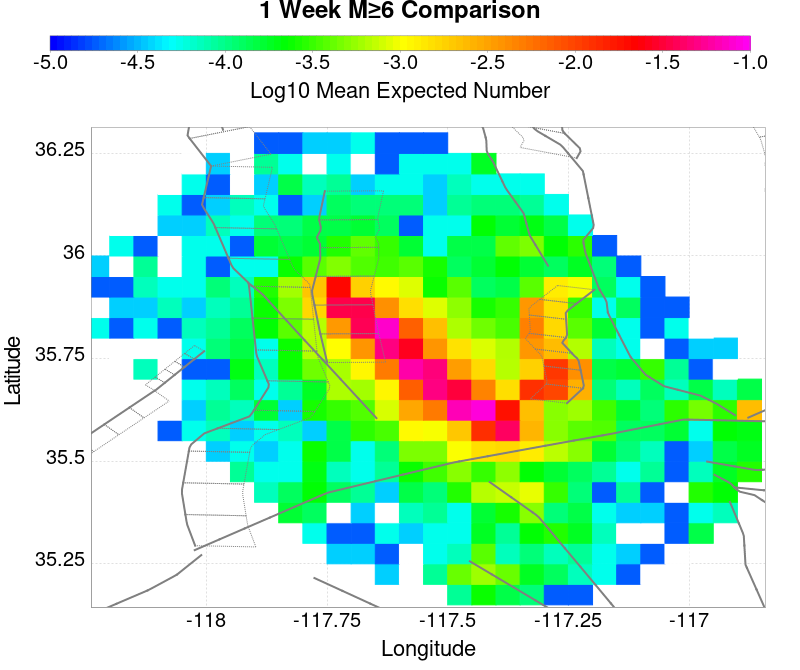 1 Week M≥6 Comparison
-5.0 -4.5 -4.0 -3.5 -3.0 -2.5 -2.0 -1.5 -1.0
Log10 Mean Expected Number
36.25
36
35.75
35.5
35.25
Latitude
-118 -117.75 -117.5 -117.25 -117
Longitude